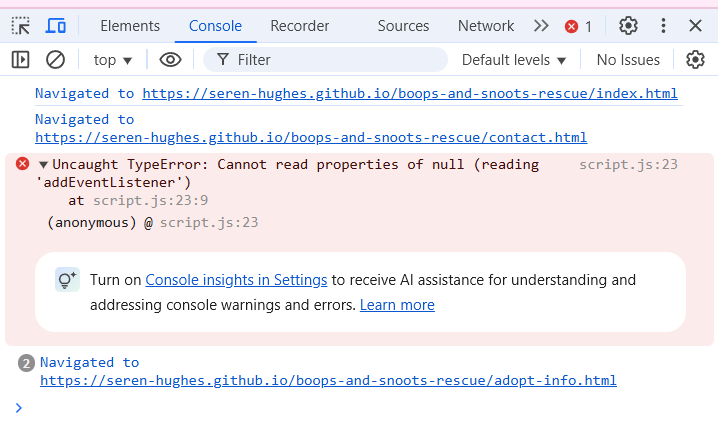 Elements Console Recorder Sources Network 1
top Filter Default levels No Issues
Navigated to https://seren-hughes.github.io/boops-and-snoots-rescue/index.html
Navigated to
https://seren-hughes.github.io/boops-and-snoots-rescue/contact.html
Uncaught TypeError: Cannot read properties of null (reading script.js:23
'addEventListener')
at script.js:23:9
(anonymous) @ script.js:23
Turn on Console insights in Settings to receive AI assistance for understanding and
addressing console warnings and errors. Learn more
2 Navigated to
https://seren-hughes.github.io/boops-and-snoots-rescue/adopt-info.html